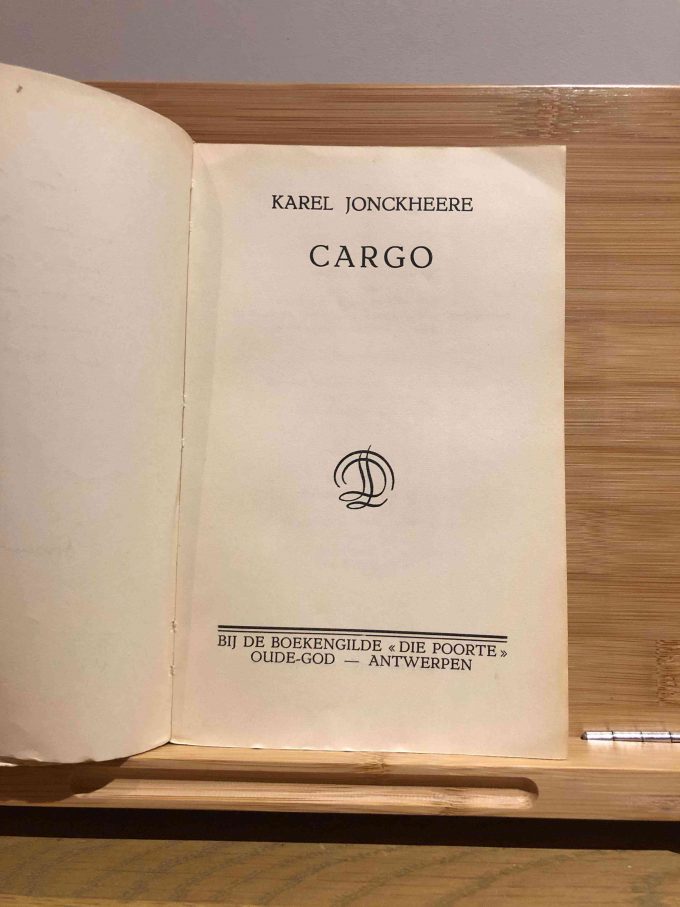 KAREL JONCKHEERE
CARGO
BIJ DE BOEKENGILDE « DIE POORTE »
OUDE-GOD — ANTWERPEN